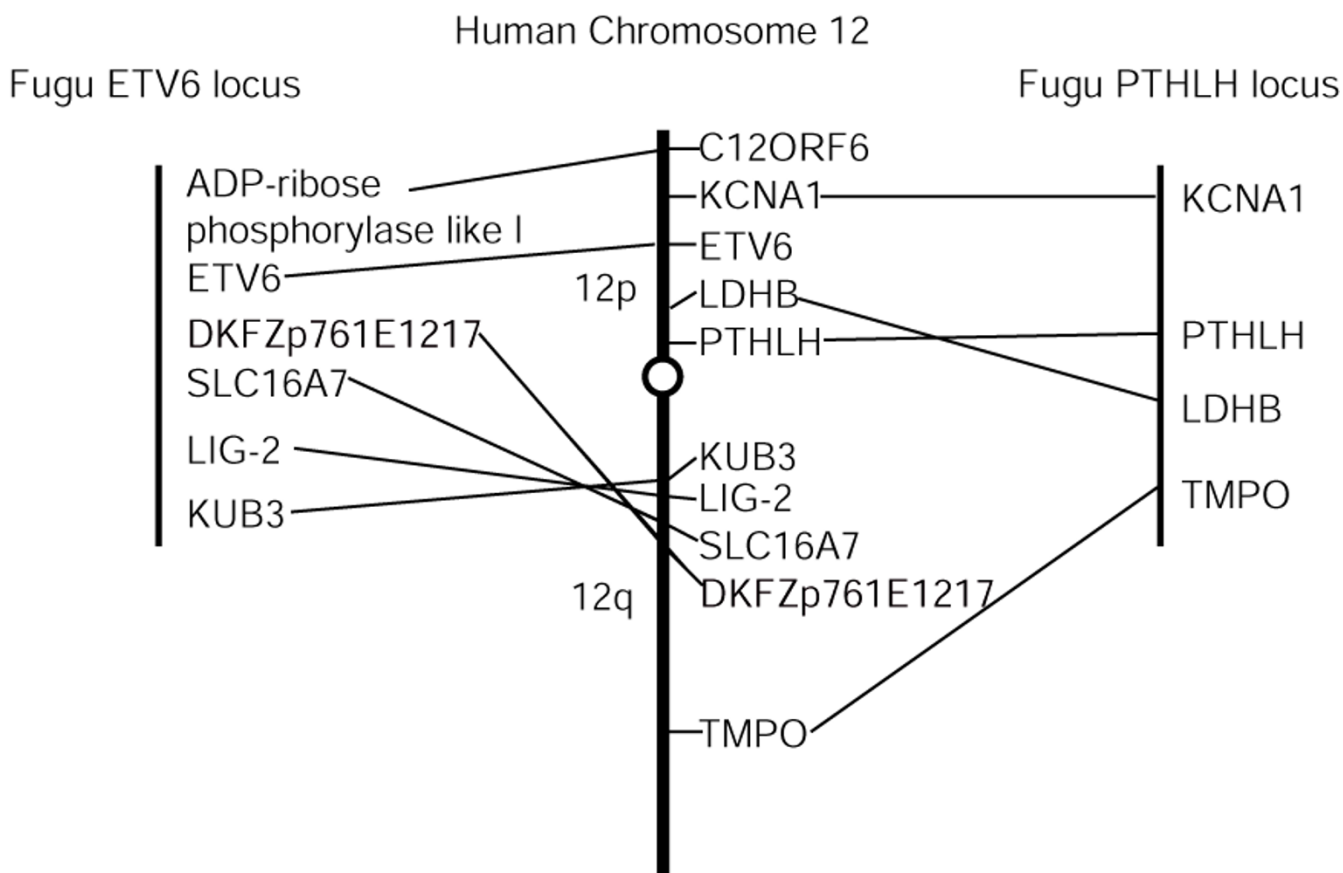 Human Chromosome 12
Fugu ETV6 locus
Fugu PTHLH locus
ADP-ribose
phosphorylase like I
ETV6
DKFZp761E1217
SLC16A7
LIG-2
KUB3
12p
12q
C12ORF6
KCNA1
ETV6
LDHB
PTHLH
KUB3
LIG-2
SLC16A7
DKFZp761E1217
TMPO
KCNA1
PTHLH
LDHB
TMPO